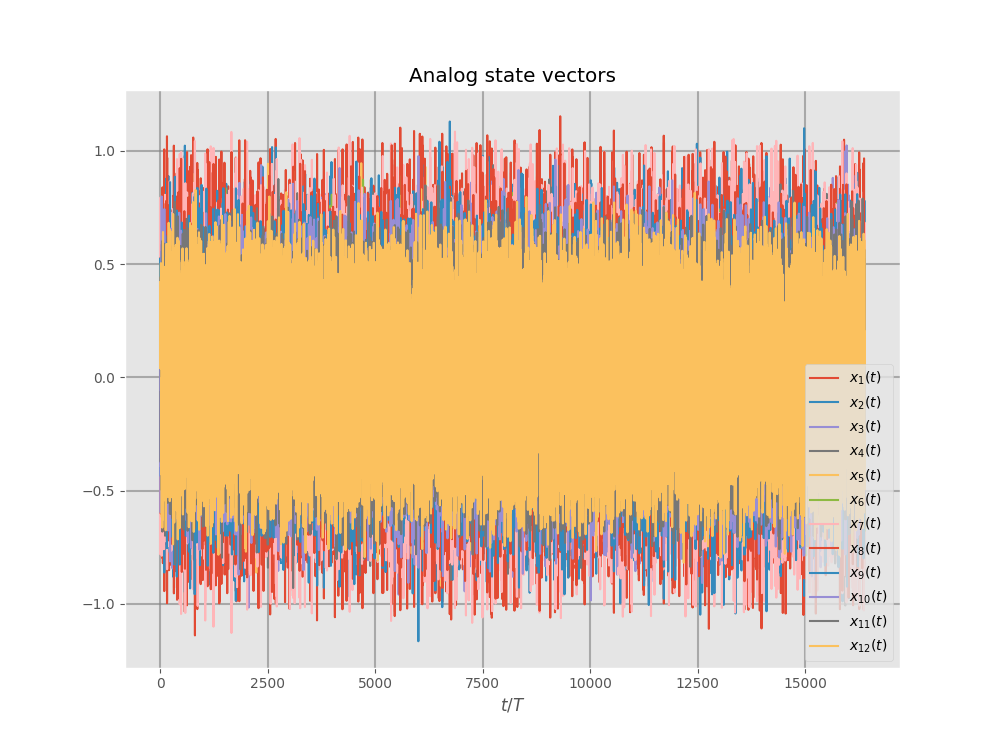 Analog state vectors
1.0
0.5
0.0
−0.5
−1.0
0 2500 5000 7500 10000 12500 15000
t/T
x₁(t)
x₂(t)
x₃(t)
x₄(t)
x₅(t)
x₆(t)
x₇(t)
x₈(t)
x₉(t)
x₁₀(t)
x₁₁(t)
x₁₂(t)